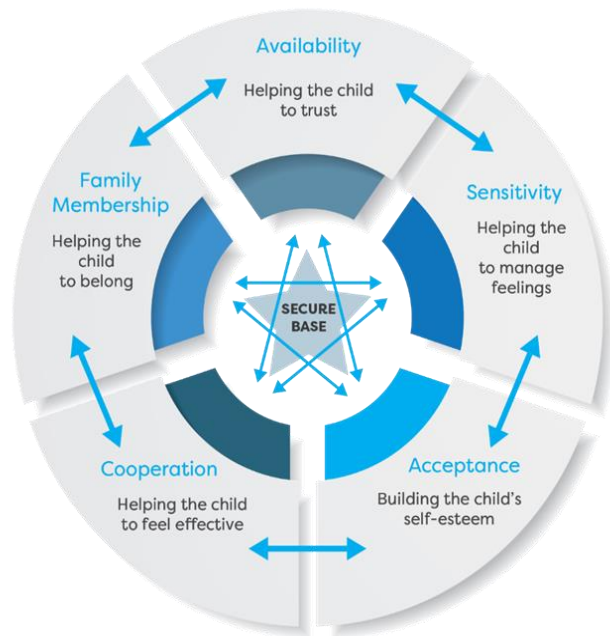 Availability
Helping the child
to trust
Sensitivity
Helping the
child
to manage
feelings
Acceptance
Building the child's
self-esteem
Cooperation
Helping the child
to feel effective
Family
Membership
Helping the
child
to belong
SECURE
BASE